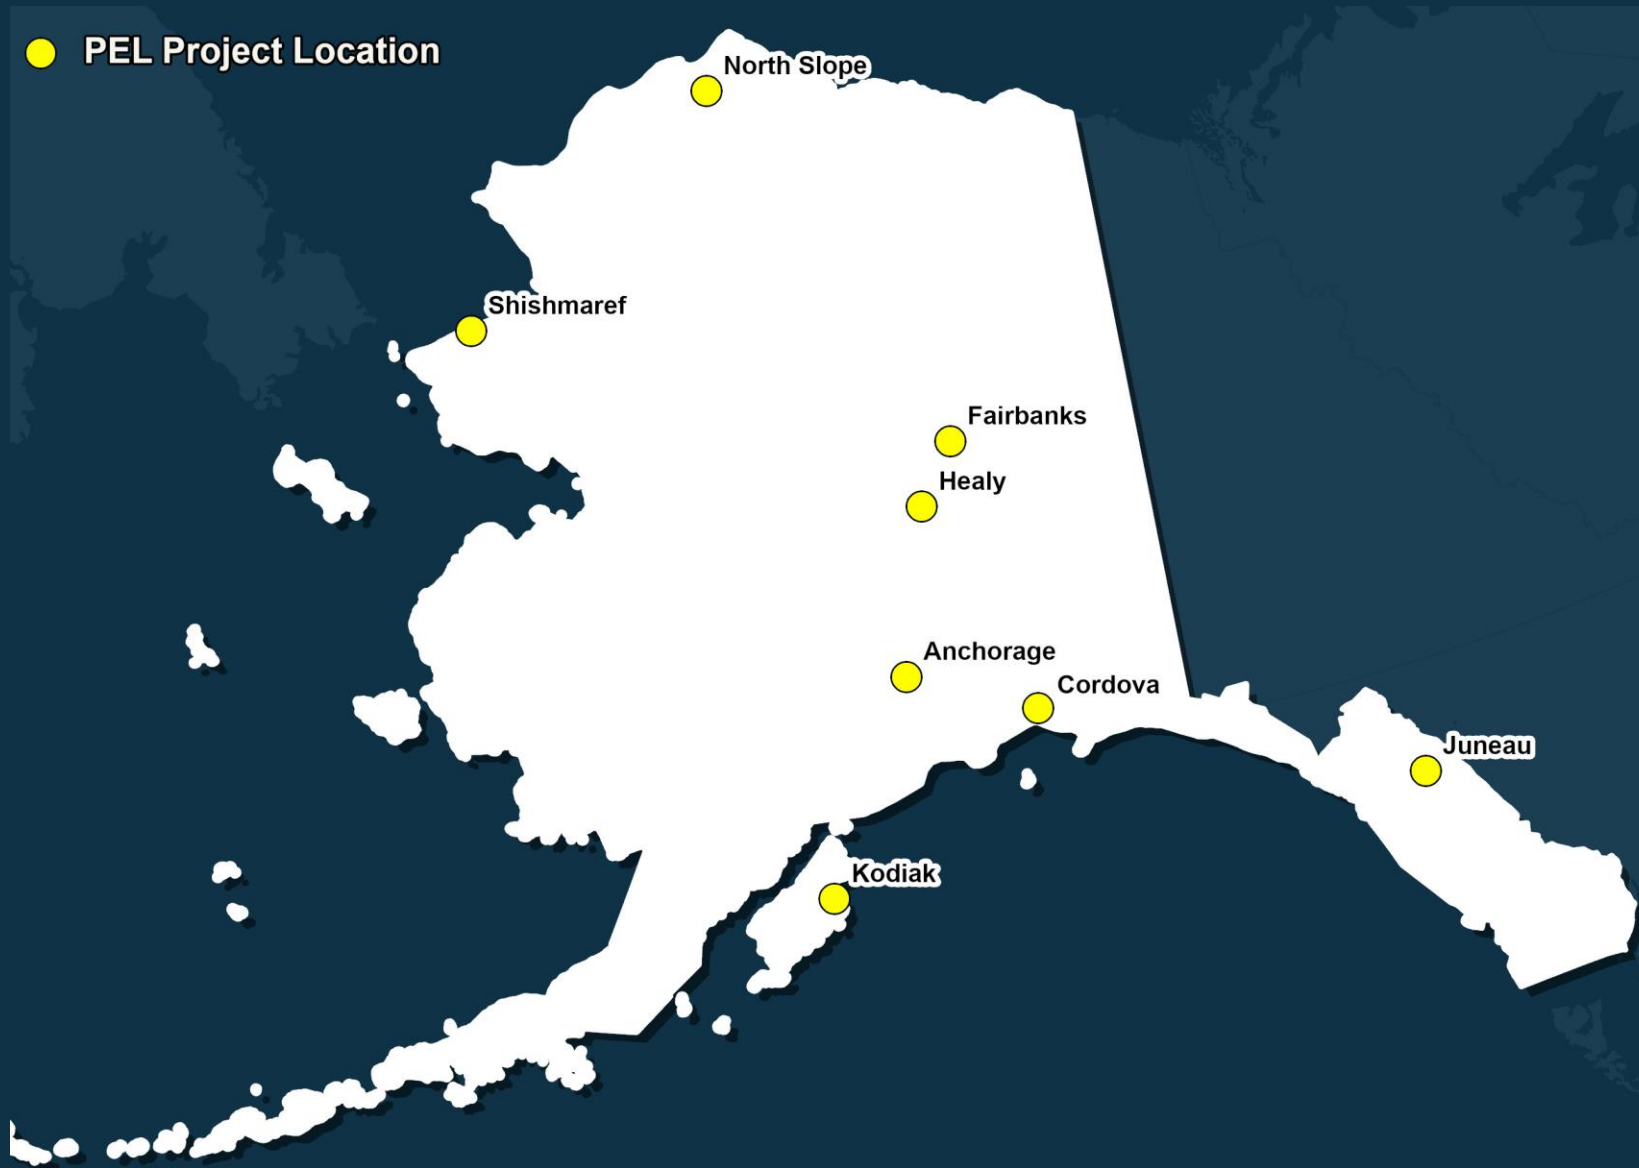 PEL Project Location
North Slope
Shishmaref
Fairbanks
Healy
Anchorage
Cordova
Juneau
Kodiak